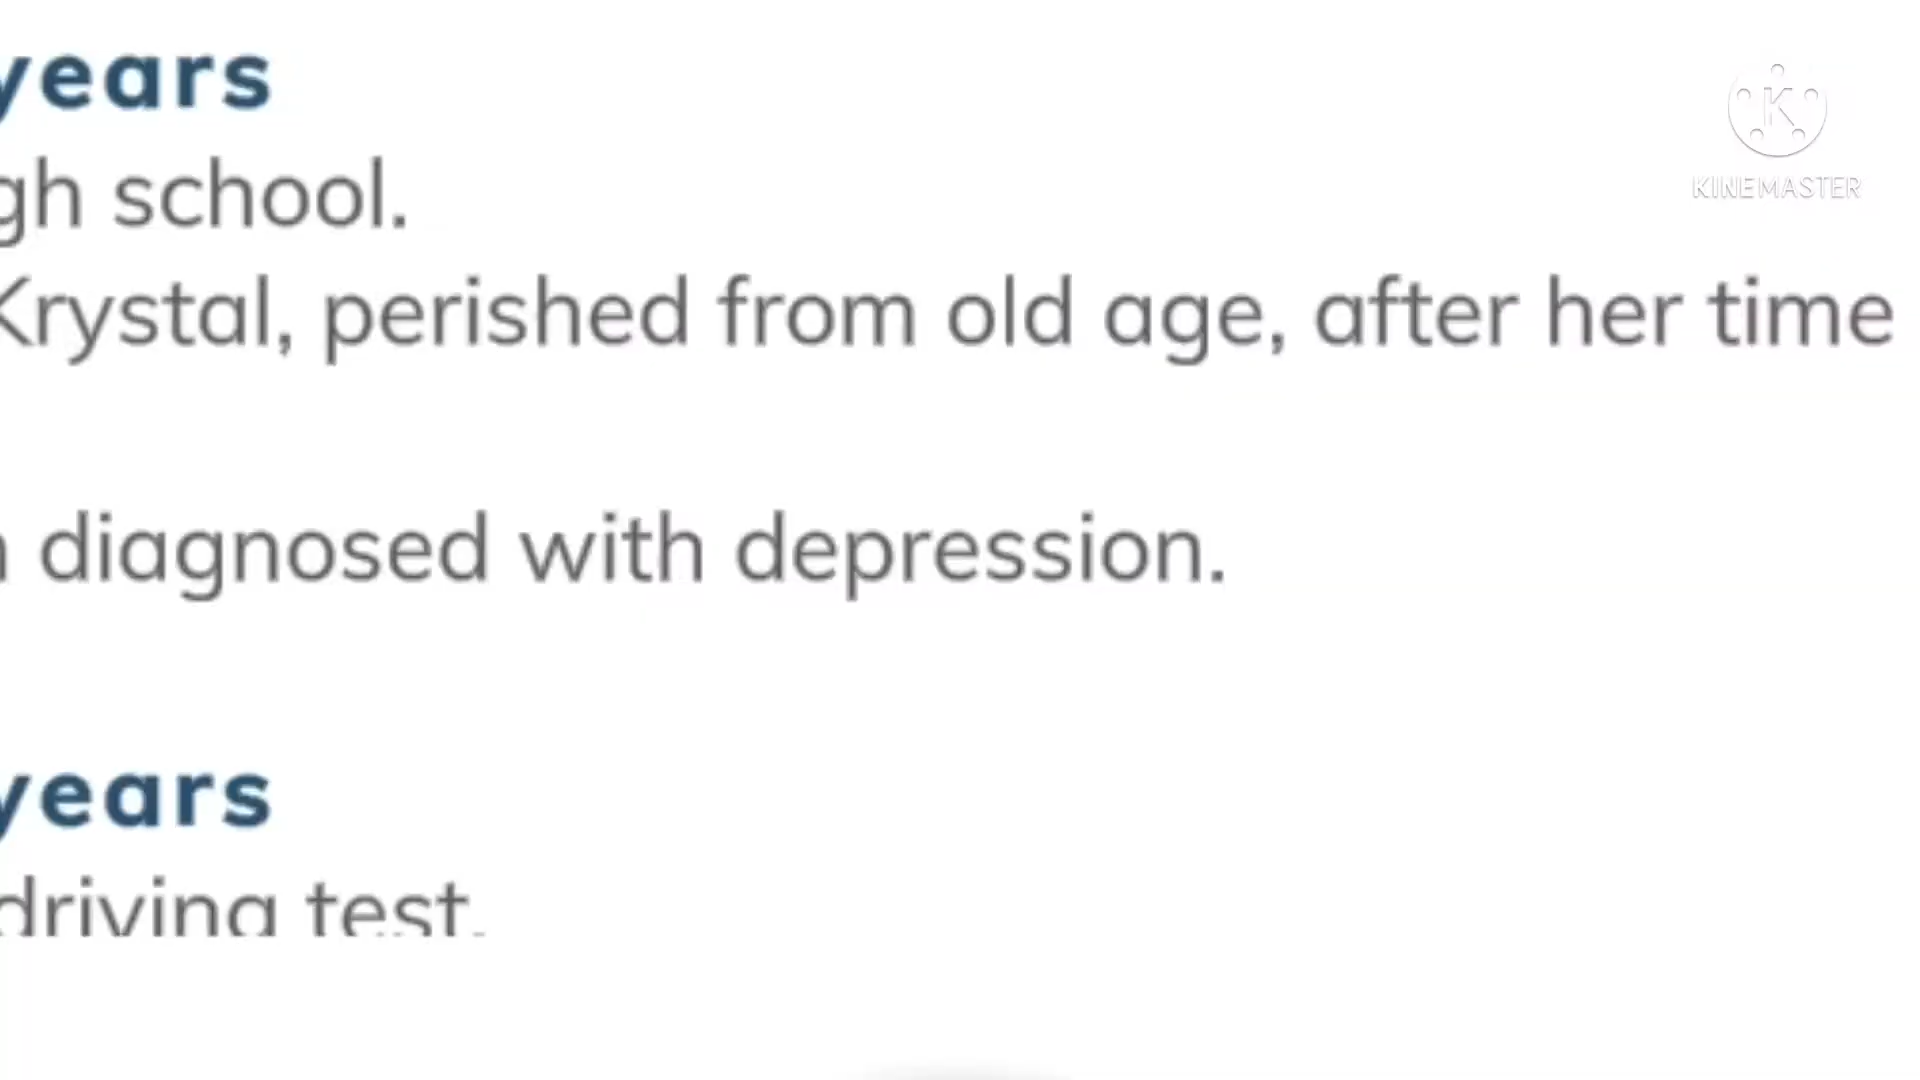 years
gh school.
Krystal, perished from old age, after her time
diagnosed with depression.
years
driving test.
K
KINEMASTER